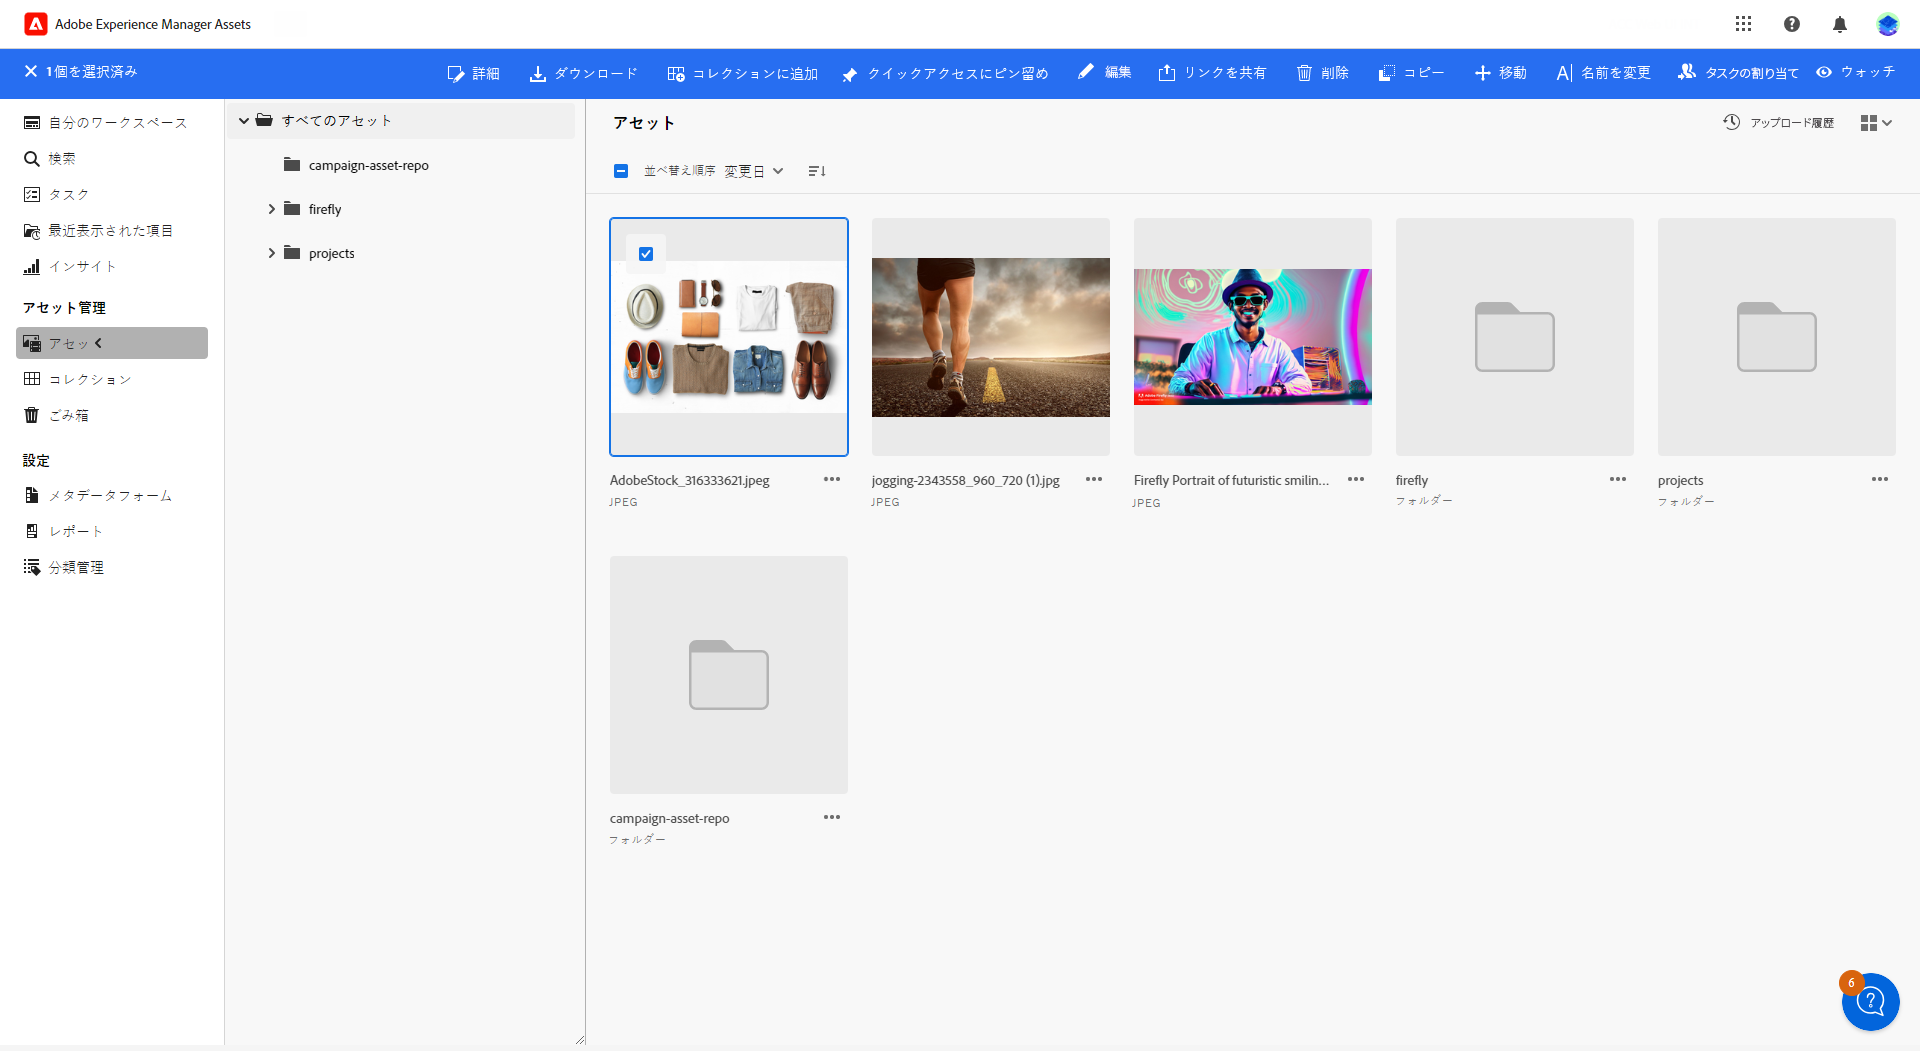 Adobe Experience Manager Assets
1個を選択済み
詳細
ダウンロード
コレクションに追加
クイックアクセスにピン留め
編集
リンクを共有
削除
コピー
移動
名前を変更
タスクの割り当て
ウォッチ
自分のワークスペース
検索
タスク
最近表示された項目
インサイト
アセット管理
アセッ
コレクション
ごみ箱
設定
メタデータフォーム
レポート
分類管理
すべてのアセット
campaign-asset-repo
firefly
projects
アセット
アップロード履歴
並べ替え順序 変更日
AdobeStock_316333621.jpeg
JPEG
jogging-2343558_960_720 (1).jpg
JPEG
Firefly Portrait of futuristic smilin...
JPEG
firefly
フォルダー
projects
フォルダー
campaign-asset-repo
フォルダー
6